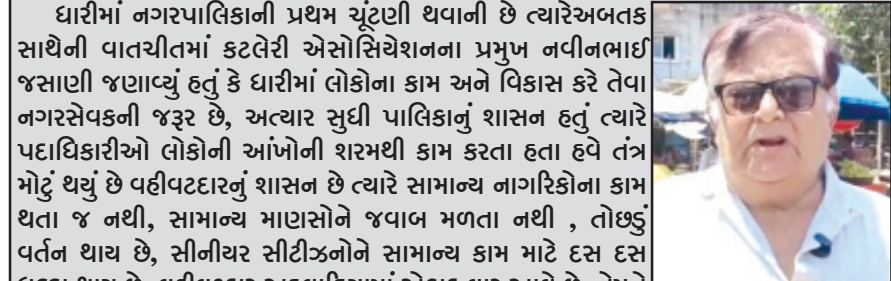 ધારીમાં નગરપાલિકાની પ્રથમ ચૂંટણી થવાની છે ત્યારેઅબતક
સાથેની વાતચીતમાં કટલેરી એસોસિયેશનના પ્રમુખ નવીનભાઈ
જસાણી જણાવ્યું હતું કે ધારીમાં લોકોના કામ અને વિકાસ કરે તેવા
નગરસેવકની જરૂર છે, અત્યાર સુધી પાલિકાનું શાસન હતું ત્યારે
પદાધિકારીઓ લોકોની આંખોની શરમથી કામ કરતા હતા હવે તંત્ર
મોટું થયું છે વહીવટદારનું શાસન છે ત્યારે સામાન્ય નાગરિકોના કામ
થતા જ નથી, સામાન્ય માણસોને જવાબ મળતા નથી , તોછડું
વર્તન થાય છે, સીનીયર સીટીઝનોને સામાન્ય કામ માટે દસ દસ